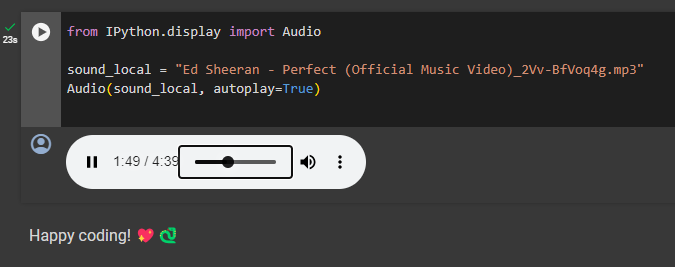 from IPython.display import Audio
23s
sound_local = "Ed Sheeran - Perfect (Official Music Video)_2Vv-BfVoq4g.mp3"
Audio(sound_local, autoplay=True)
1:49 / 4:39
Happy coding! 💖 🐉